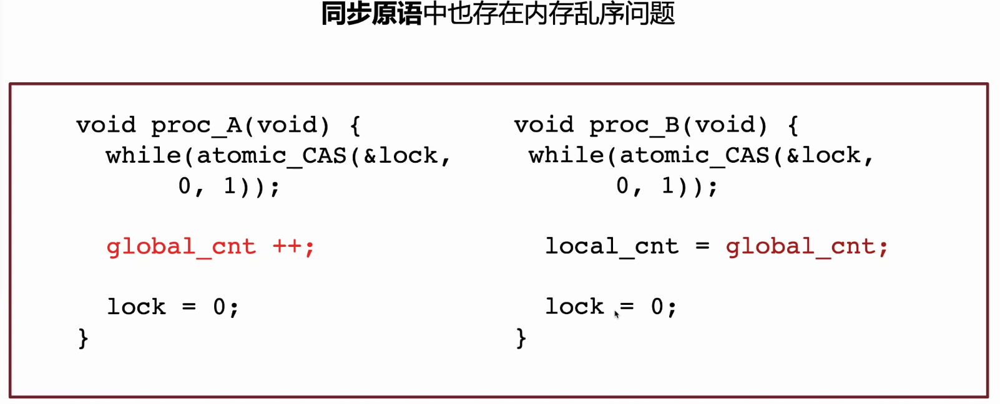 同步原语中也存在内存乱序问题
void proc_A(void) {
while(atomic_CAS(&lock,
0, 1));
global_cnt ++;
lock = 0;
}
void proc_B(void) {
while(atomic_CAS(&lock,
0, 1));
local_cnt = global_cnt;
lock = 0;
}